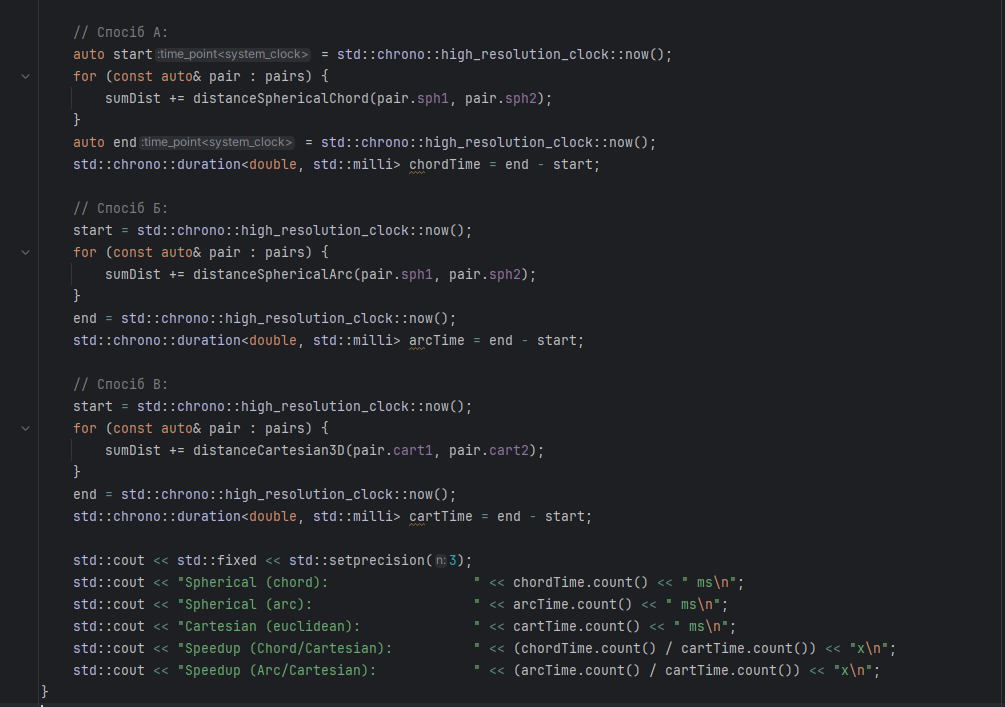 // Спосіб А:
auto start :time_point<system_clock> = std::chrono::high_resolution_clock::now();
for (const auto& pair : pairs) {
sumDist += distanceSphericalChord(pair.sph1, pair.sph2);
}
auto end :time_point<system_clock> = std::chrono::high_resolution_clock::now();
std::chrono::duration<double, std::milli> chordTime = end - start;
// Спосіб Б:
start = std::chrono::high_resolution_clock::now();
for (const auto& pair : pairs) {
sumDist += distanceSphericalArc(pair.sph1, pair.sph2);
}
end = std::chrono::high_resolution_clock::now();
std::chrono::duration<double, std::milli> arcTime = end - start;
// Спосіб В:
start = std::chrono::high_resolution_clock::now();
for (const auto& pair : pairs) {
sumDist += distanceCartesian3D(pair.cart1, pair.cart2);
}
end = std::chrono::high_resolution_clock::now();
std::chrono::duration<double, std::milli> cartTime = end - start;
std::cout << std::fixed << std::setprecision( n: 3);
std::cout << "Spherical (chord):                  " << chordTime.count() << " ms\n";
std::cout << "Spherical (arc):                    " << arcTime.count() << " ms\n";
std::cout << "Cartesian (euclidean):              " << cartTime.count() << " ms\n";
std::cout << "Speedup (Chord/Cartesian):          " << (chordTime.count() / cartTime.count()) << "x\n";
std::cout << "Speedup (Arc/Cartesian):            " << (arcTime.count() / cartTime.count()) << "x\n";
}